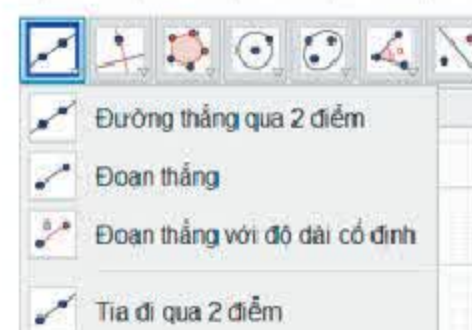 Đường thẳng qua 2 điểm
Đoạn thẳng
Đoạn thẳng với độ dài cố định
Tia đi qua 2 điểm